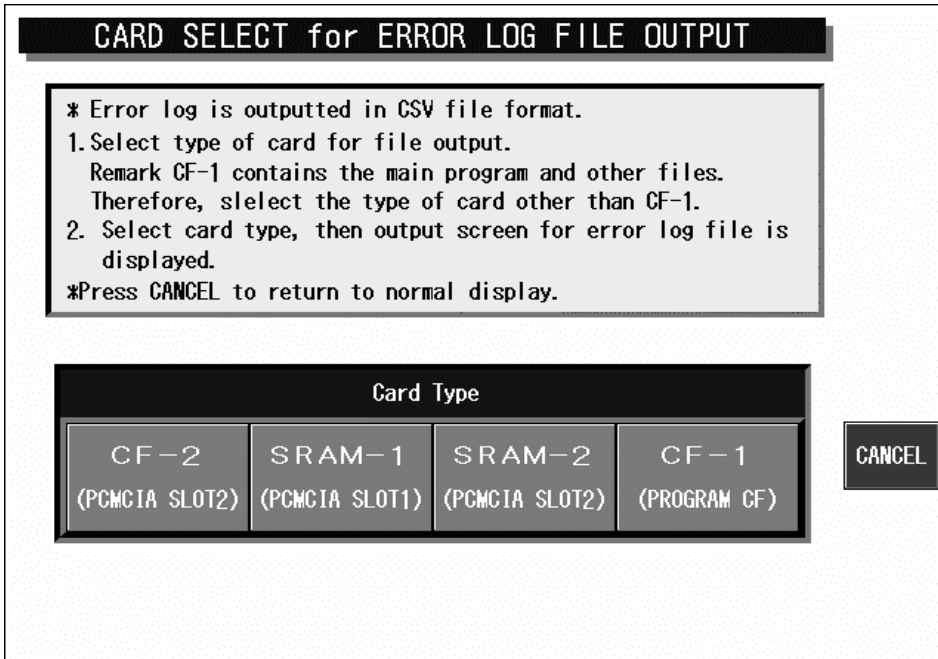 CARD SELECT for ERROR LOG FILE OUTPUT
* Error log is outputted in CSV file format.
1. Select type of card for file output.
Remark CF-1 contains the main program and other files.
Therefore, slelect the type of card other than CF-1.
2. Select card type, then output screen for error log file is
displayed.
*Press CANCEL to return to normal display.
Card Type
CF-2 SRAM-1 SRAM-2 CF-1
(PCMCIA SLOT2) (PCMCIA SLOT1) (PCMCIA SLOT2) (PROGRAM CF)
CANCEL